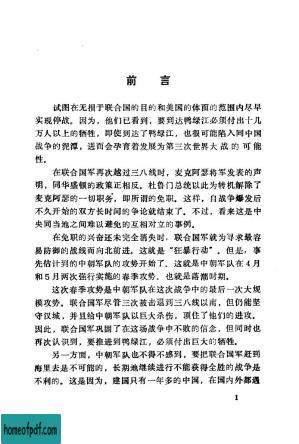 前　言
试图在无损于联合国的目的和美国的体面的范围内尽早
实现停战。因为，他们已看到，要到达鸭绿江必须付出十几
万人以上的牺牲，即使到达了鸭绿江，也很可能陷入同中国
战争的泥潭，进而会孕育着发展为第三次世界大战的可能
性。
在联合国军再次越过三八线时，麦克阿瑟将军发表的声
明，同华盛顿的政策正相反。杜鲁门总统以此为转机解除了
麦克阿瑟的一切职务，即所谓的免职。这样，自战争爆发后
不久开始的双方长时间的争论就结束了。不过，看来这是中
央同当地之间难以避免的互相对立的事例。
在免职的兴奋还未完全消失时，联合国军就为寻求最容
易防御的战线而向北前进。这就是“狂暴行动”。但是，事
先估计到的中朝军队的攻势开始了。这就是中朝军队在4月
和5月两次强行实施的春季攻势，也就是落潮时期。
这次春季攻势是中朝军队在这次战争中的最后一次大规
模攻势。联合国军尽管三次被击退到三八线以南，但仍能坚
守汉城，并且给中朝军队以巨大杀伤，顶住了他们的进攻。
因此，联合国军巩固了在这场战争中不败的信念，但同时也
再次认识到，要推进到鸭绿江，必须付出巨大的牺牲。
另一方面，中朝军队也不得不感到，要把联合国军赶到
海里去是不可能的，长期地继续进行不能获得全胜的战争是
不利的。这是因为，建国只有一年多的中国，在国内外都遇
1
homeofpdf.com